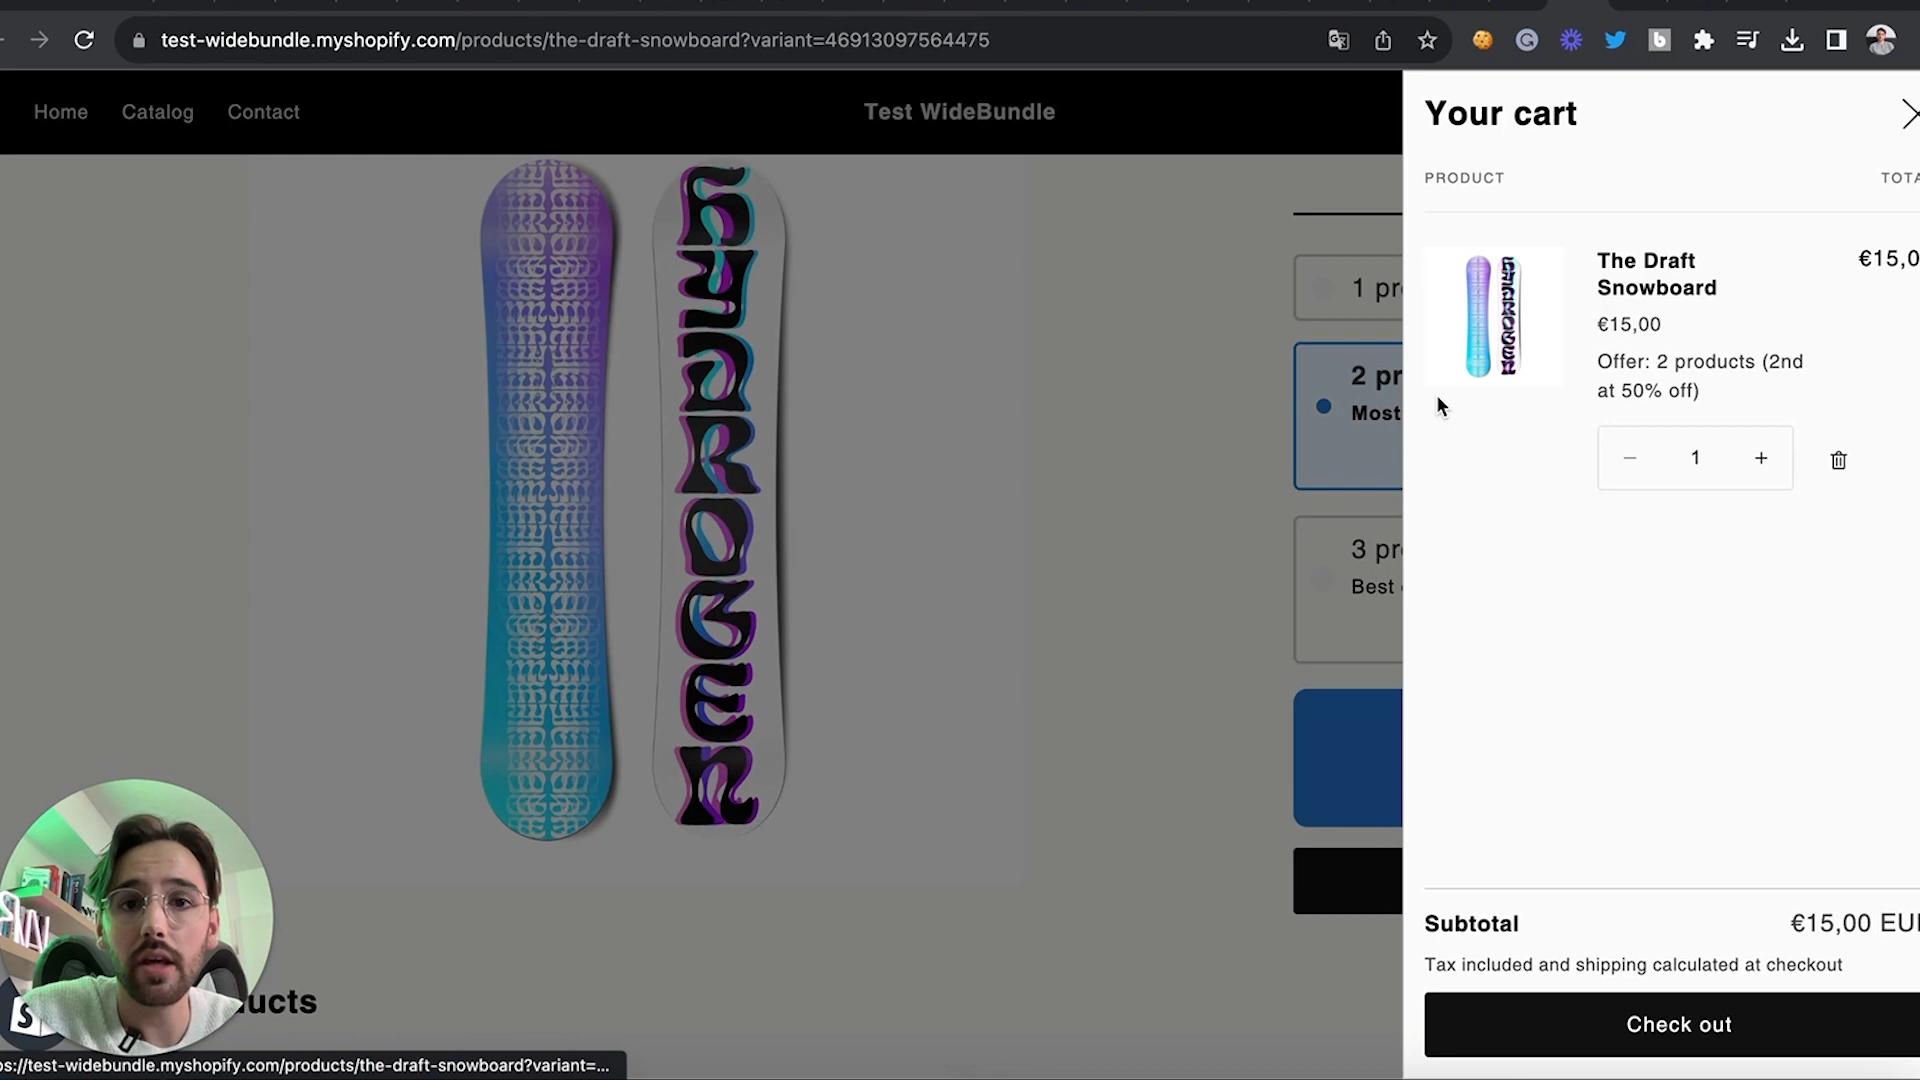 test-widebundle.myshopify.com/products/the-draft-snowboard?variant=46913097564475
Home Catalog Contact
Test WideBundle
Your cart
PRODUCT
TOTA
HYDROGEN
The Draft
Snowboard
€15,0
€15,00
Offer: 2 products (2nd
at 50% off)
1
1 pr
2 pr
Most
3 pr
Best
Subtotal
€15,00 EU
Tax included and shipping calculated at checkout
Check out
ucts
ps://test-widebundle.myshopify.com/products/the-draft-snowboard?variant=...